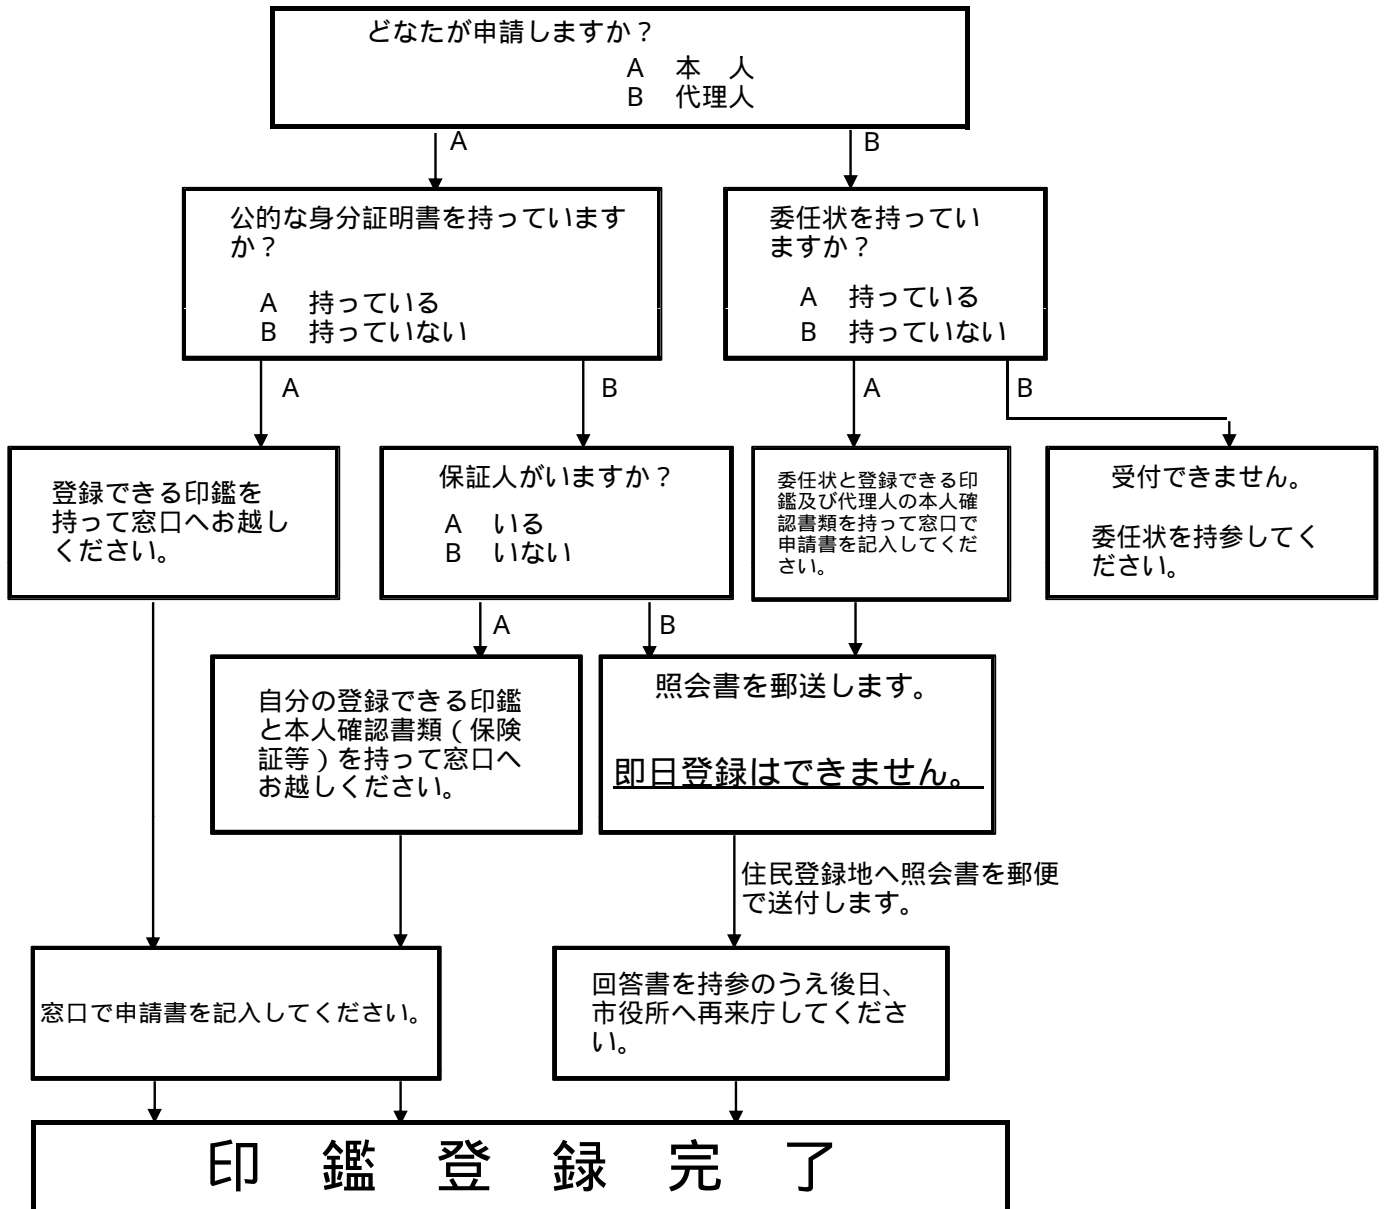 どなたが申請しますか？
A　本　人
B　代理人
A
B
公的な身分証明書を持っています
か？
A　持っている
B　持っていない
委任状を持ってい
ますか？
A　持っている
B　持っていない
A
B
A
B
登録できる印鑑を
持って窓口へお越し
ください。
保証人がいますか？
A　いる
B　いない
委任状と登録できる印
鑑及び代理人の本人確
認書類を持って窓口で
申請書を記入してくだ
さい。
受付できません。
委任状を持参してく
ださい。
A
B
自分の登録できる印鑑
と本人確認書類（保険
証等）を持って窓口へ
お越しください。
照会書を郵送します。
即日登録はできません。
住民登録地へ照会書を郵便
で送付します。
窓口で申請書を記入してください。
回答書を持参のうえ後日、
市役所へ再来庁してくださ
い。
印　鑑　登　録　完　了